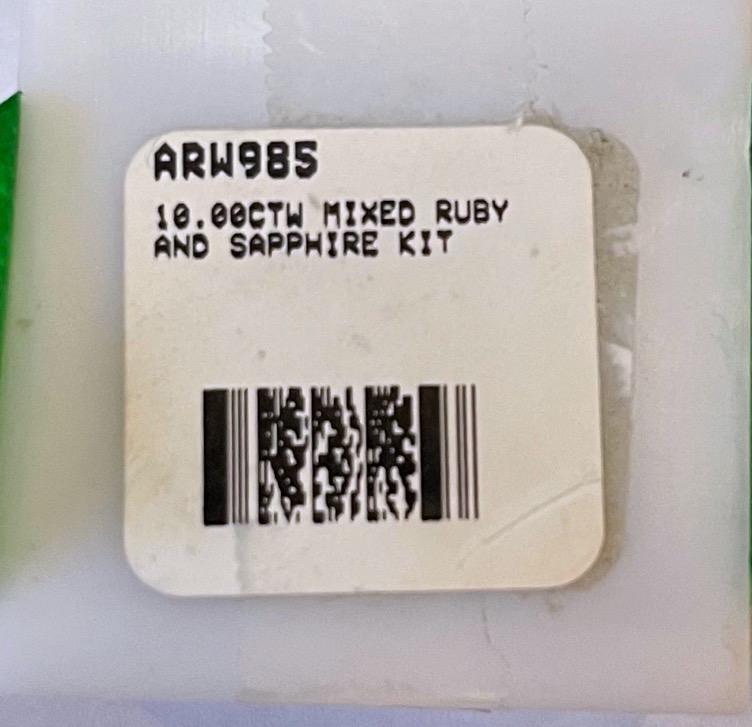 ARW985
10.00CTW MIXED RUBY
AND SAPPHIRE KIT